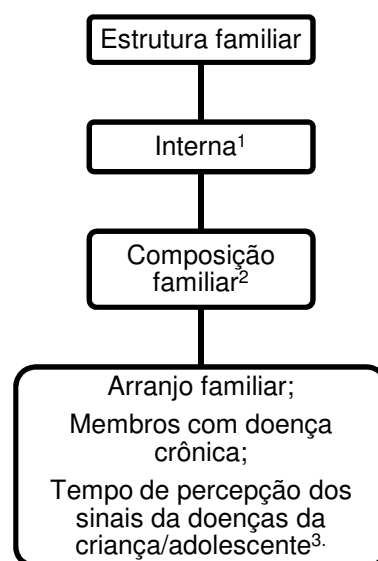 Estrutura familiar
Interna¹
Composição
familiar²
Arranjo familiar;
Membros com doença
crônica;
Tempo de percepção dos
sinais da doenças da
criança/adolescente³.